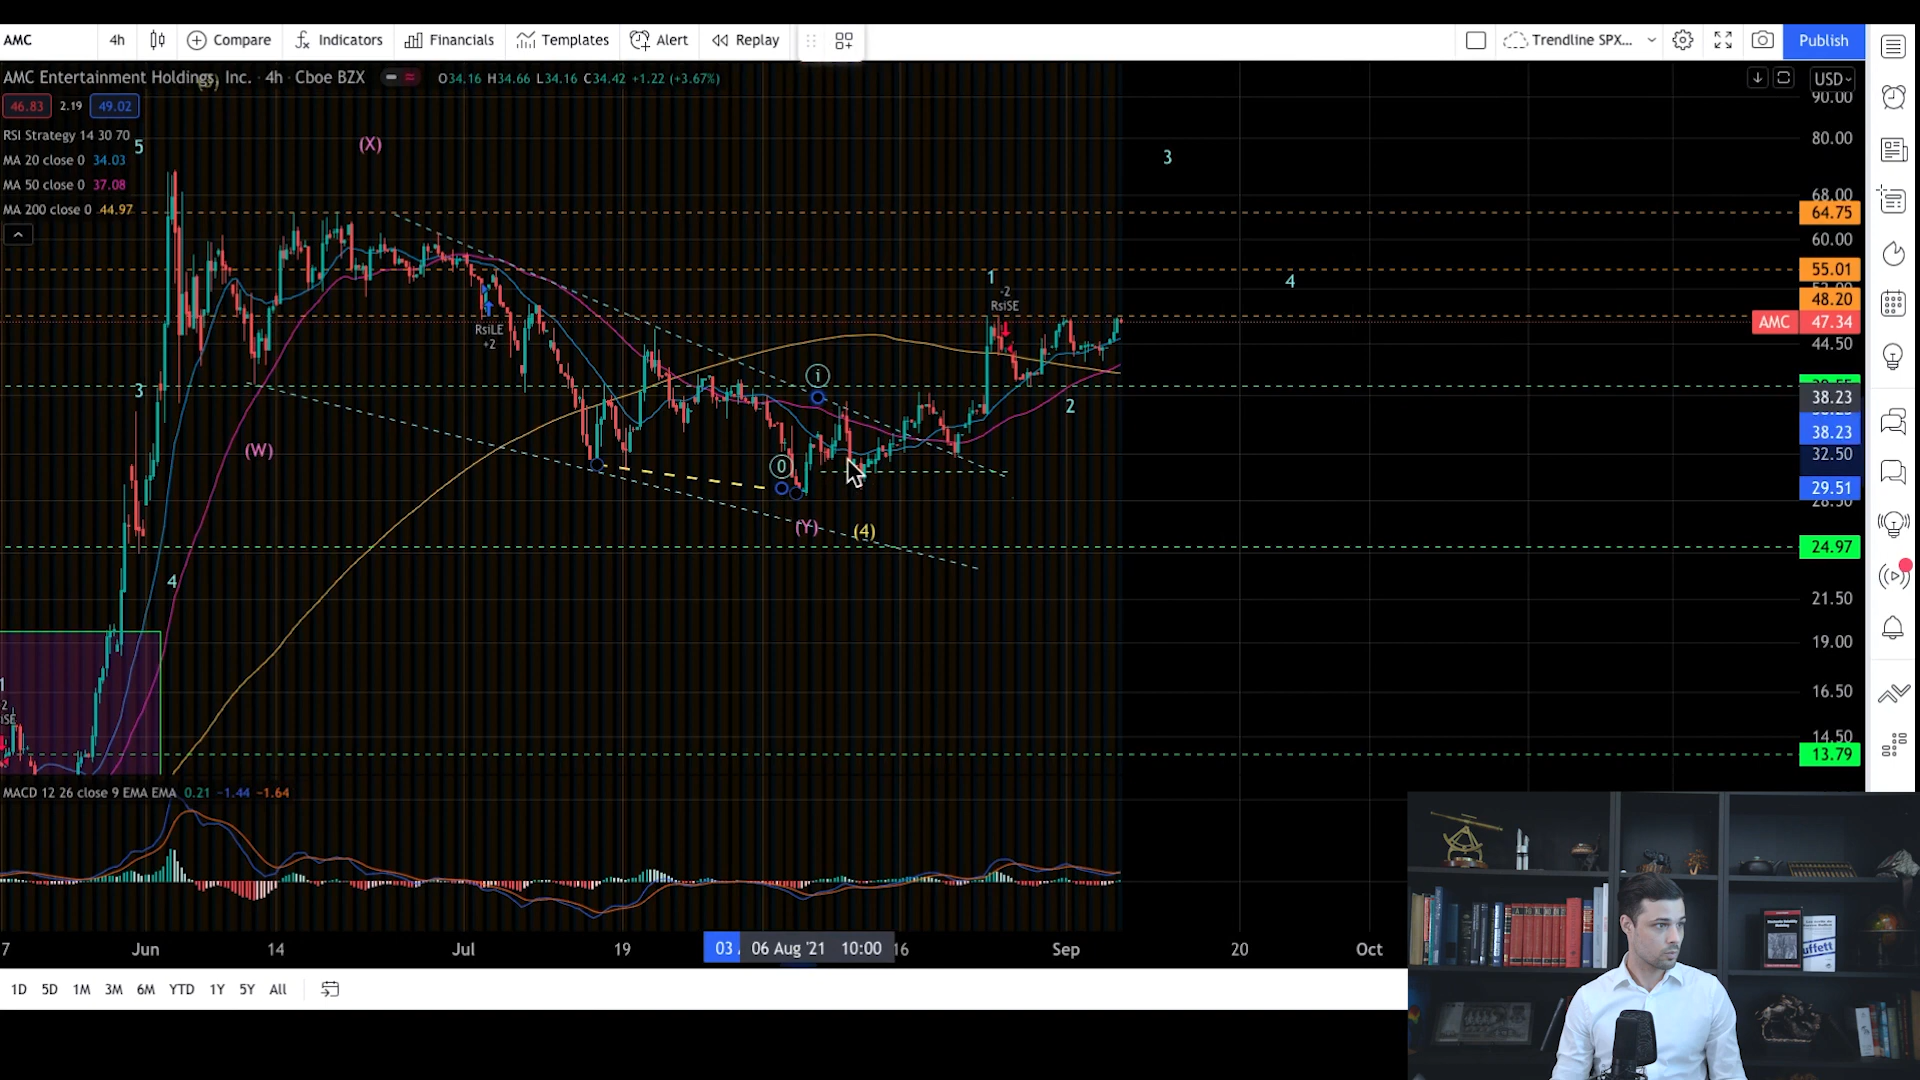 AMC 4h Compare Indicators Financials Templates Alert Replay Trendline SPX... Publish
AMC Entertainment Holdings, Inc. · 4h · Cboe BZX O34.16 H34.66 L34.16 C34.42 +1.22 (+3.67%) USD
46.83 2.19 49.02
90.00
RSI Strategy 14 30 70
5
(X)
80.00
3
MA 20 close 0 34.03
MA 50 close 0 37.08
68.00
MA 200 close 0 44.97
64.75
60.00
55.01
1
4
-2
RsiSE
48.20
AMC 47.34
RsiLE
+2
44.50
i
3
38.23
2
38.23
(W)
32.50
0
29.51
28.50
(Y)
(4)
24.97
4
21.50
19.00
1
16.50
14.50
13.79
MACD 12 26 close 9 EMA EMA 0.21 −1.44 −1.64
7 Jun 14 Jul 19 03 06 Aug '21 10:00 16 Sep 20 Oct
1D 5D 1M 3M 6M YTD 1Y 5Y All
uffett